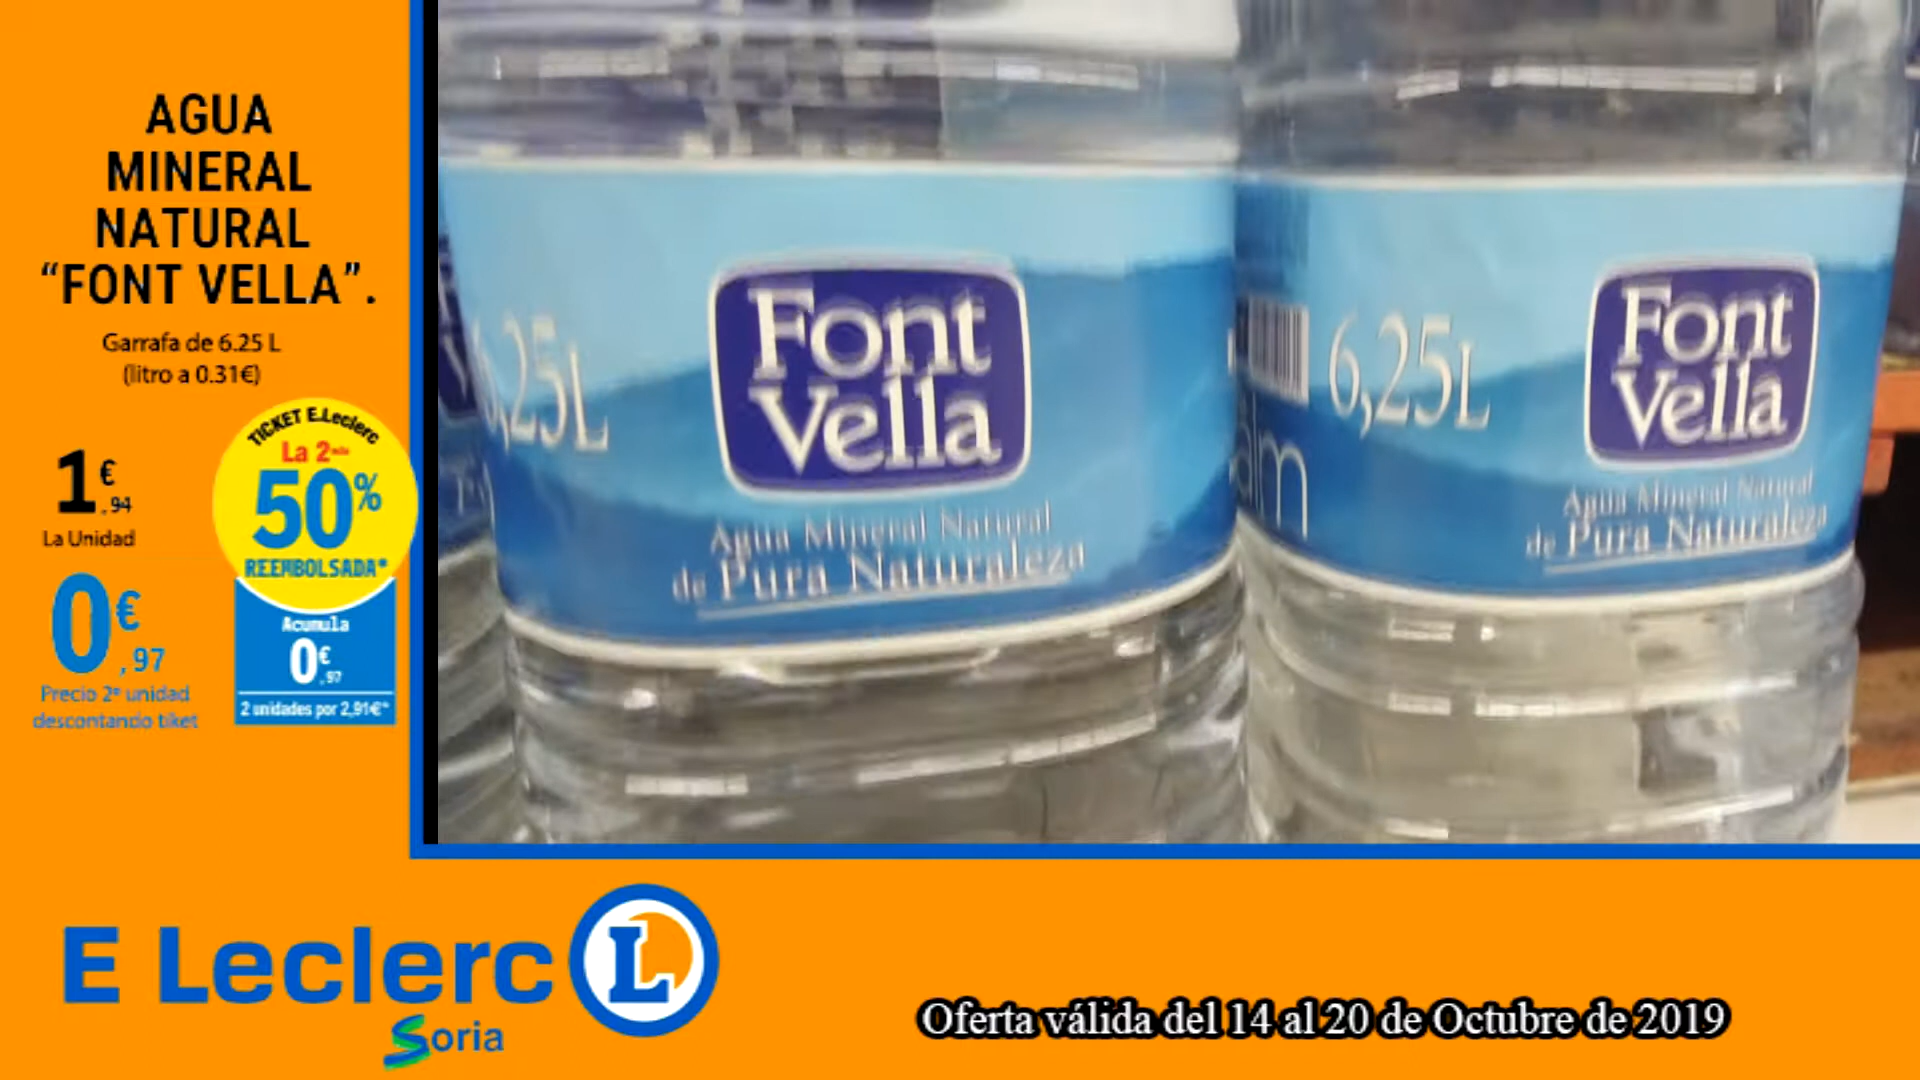 AGUA
MINERAL
NATURAL
“FONT VELLA”.
Garrafa de 6.25 L
(litro a 0.31€)
1€,94
La Unidad
0€,97
Precio 2ª unidad
descontando tiket
TICKET E.Leclerc
La 2ª
50%
REEMBOLSADA*
Acumula
0€,97
2 unidades por 2,91€*
6,25L
Font
Vella
Agua Mineral Natural
de Pura Naturaleza
6,25L
Font
Vella
Agua Mineral Natural
de Pura Naturaleza
E Leclerc L
Soria
Oferta válida del 14 al 20 de Octubre de 2019